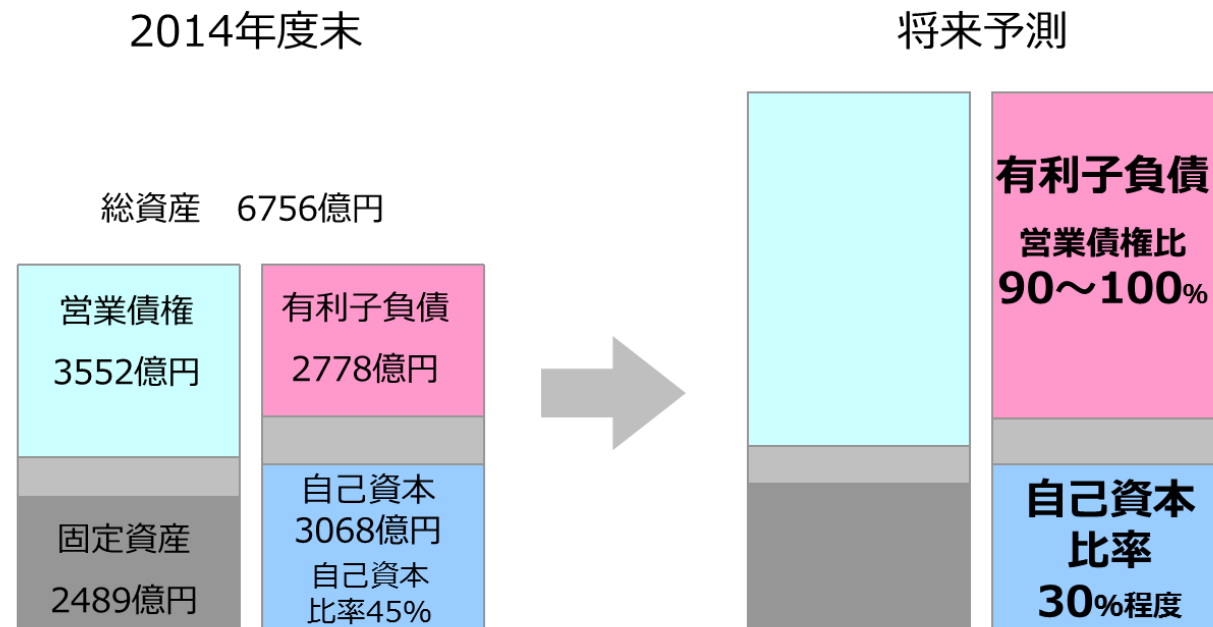 2014年度末
将来予測
総資産　6756億円
営業債権
3552億円
固定資産
2489億円
有利子負債
2778億円
自己資本
3068億円
自己資本
比率45%
有利子負債
営業債権比
90～100%
自己資本
比率
30%程度